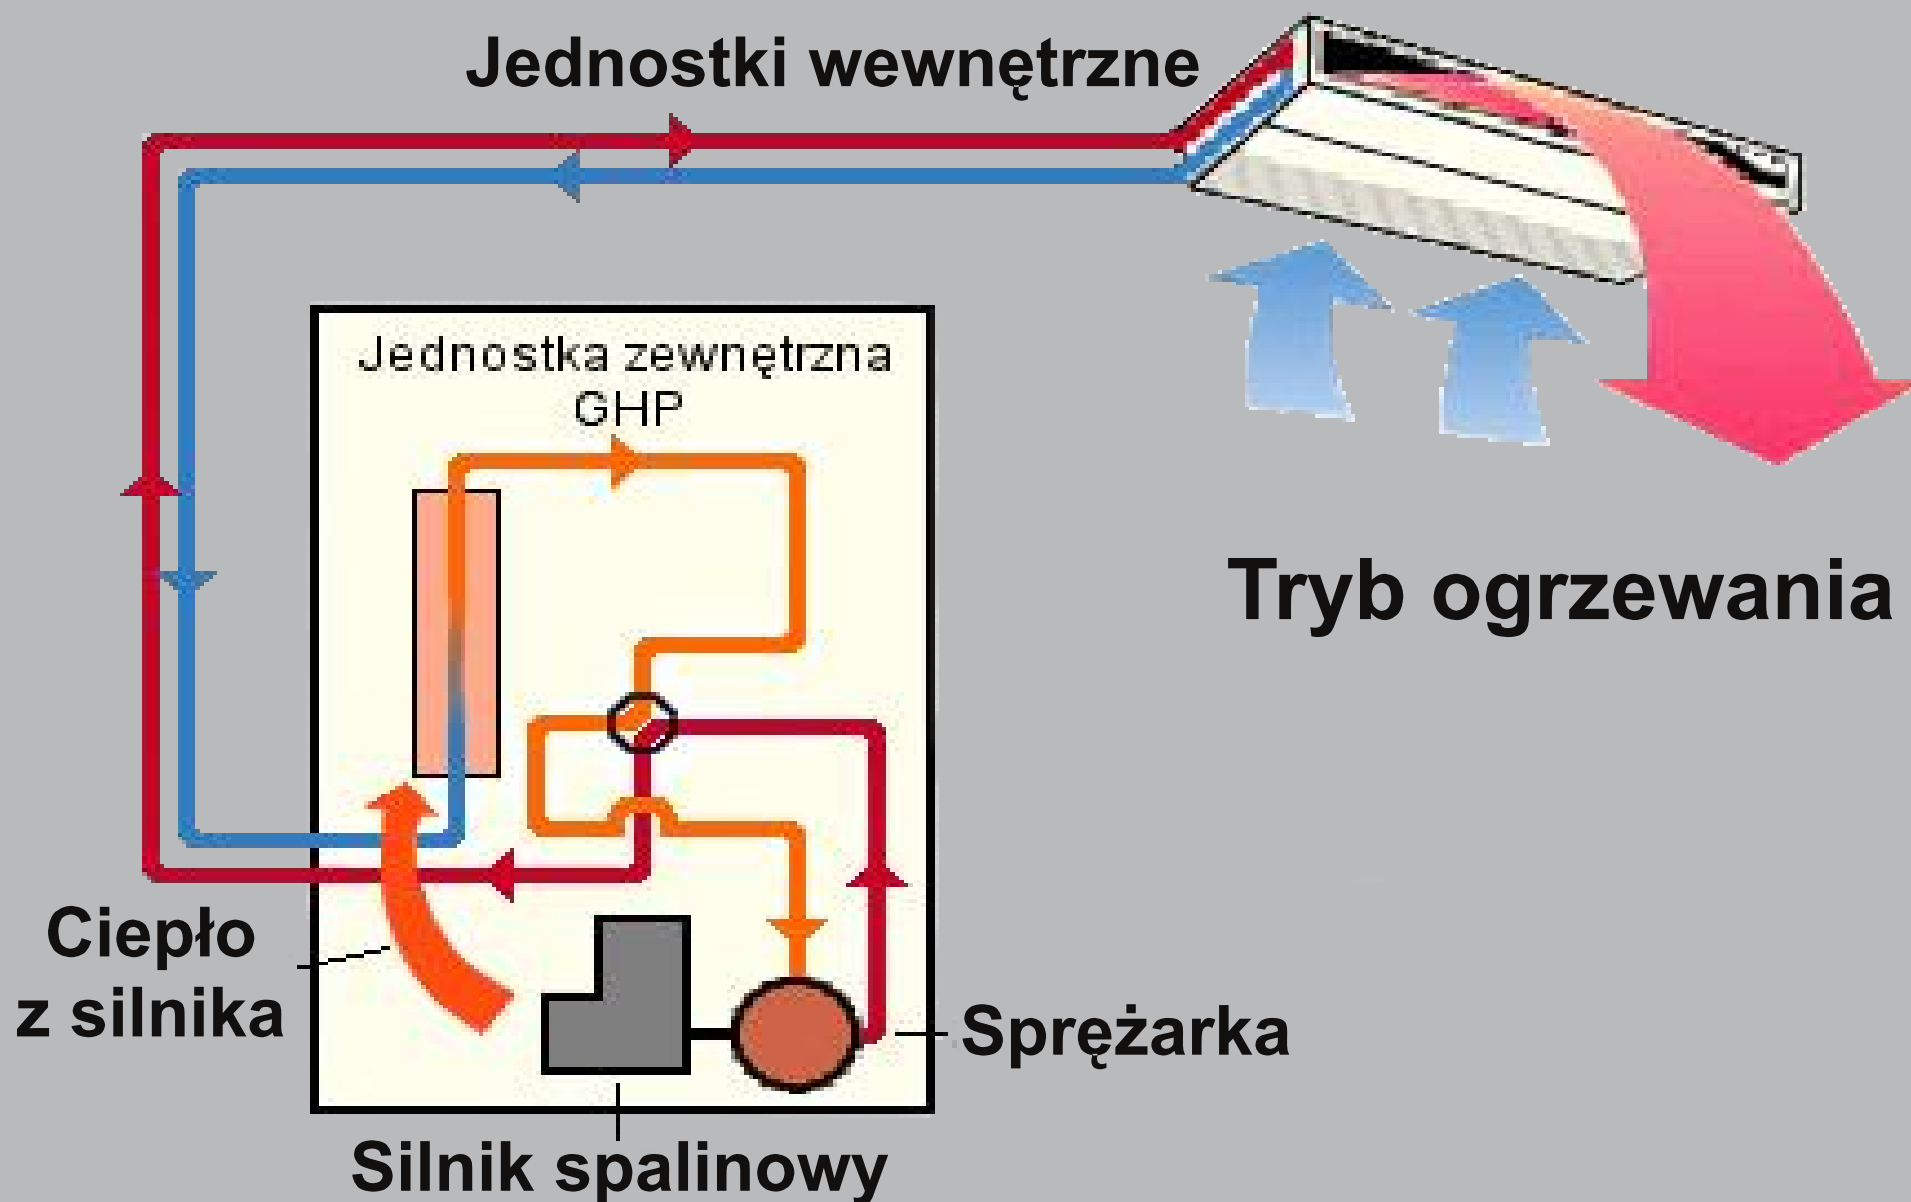 Jednostki wewnętrzne
Jednostka zewnętrzna
GHP
Tryb ogrzewania
Ciepło
z silnika
Sprężarka
Silnik spalinowy